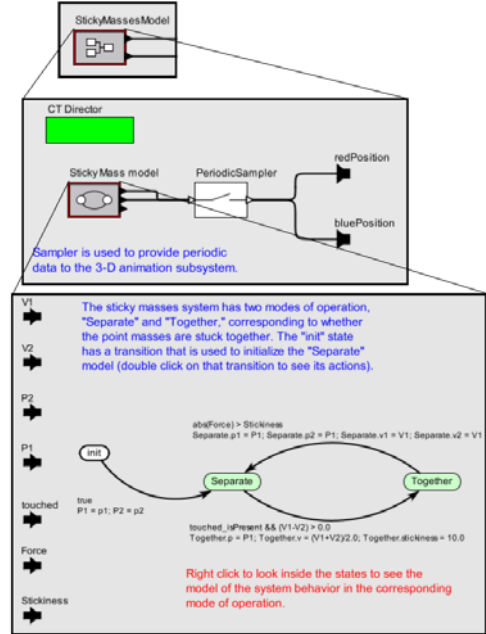 StickyMassesModel
CT Director
StickyMass model
PeriodicSampler
redPosition
bluePosition
Sampler is used to provide periodic
data to the 3-D animation subsystem.
V1
The sticky masses system has two modes of operation,
"Separate" and "Together," corresponding to whether
the point masses are stuck together. The "init" state
has a transition that is used to initialize the "Separate"
model (double click on that transition to see its actions).
V2
P2
abs(Force) > Stickiness
Separate.p1 = P1; Separate.p2 = P1; Separate.v1 = V1; Separate.v2 = V1
P1
init
Separate
Together
true
P1 = p1; P2 = p2
touched
touched_isPresent && (V1-V2) > 0.0
Together.p = P1; Together.v = (V1+V2)/2.0; Together.stickiness = 10.0
Force
Right click to look inside the states to see the
model of the system behavior in the corresponding
mode of operation.
Stickiness